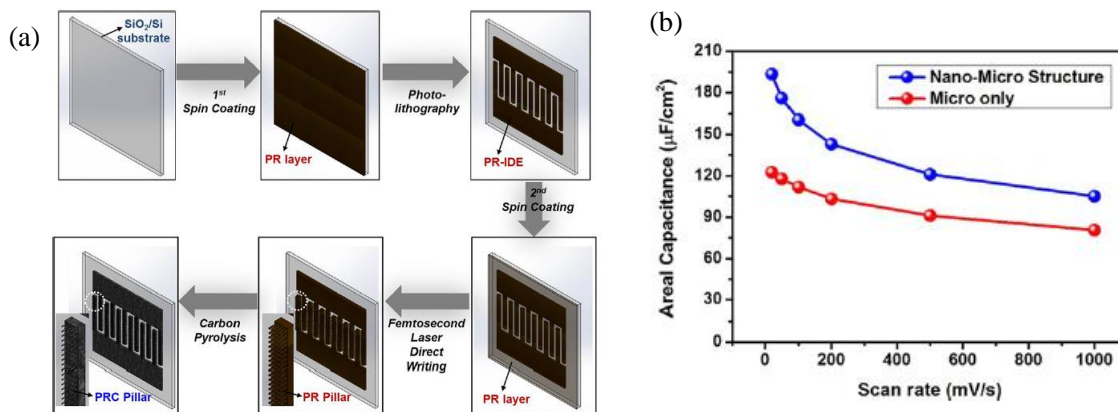 (a)
SiO2/Si
substrate
1st
Spin Coating
PR layer
Photo-
lithography
PR-IDE
2nd
Spin Coating
PR layer
Femtosecond
Laser
Direct
Writing
PR Pillar
Carbon
Pyrolysis
PRC Pillar
(b)
Areal Capacitance (µF/cm²)
210
180
150
120
90
60
30
0
Nano-Micro Structure
Micro only
0
200
400
600
800
1000
Scan rate (mV/s)